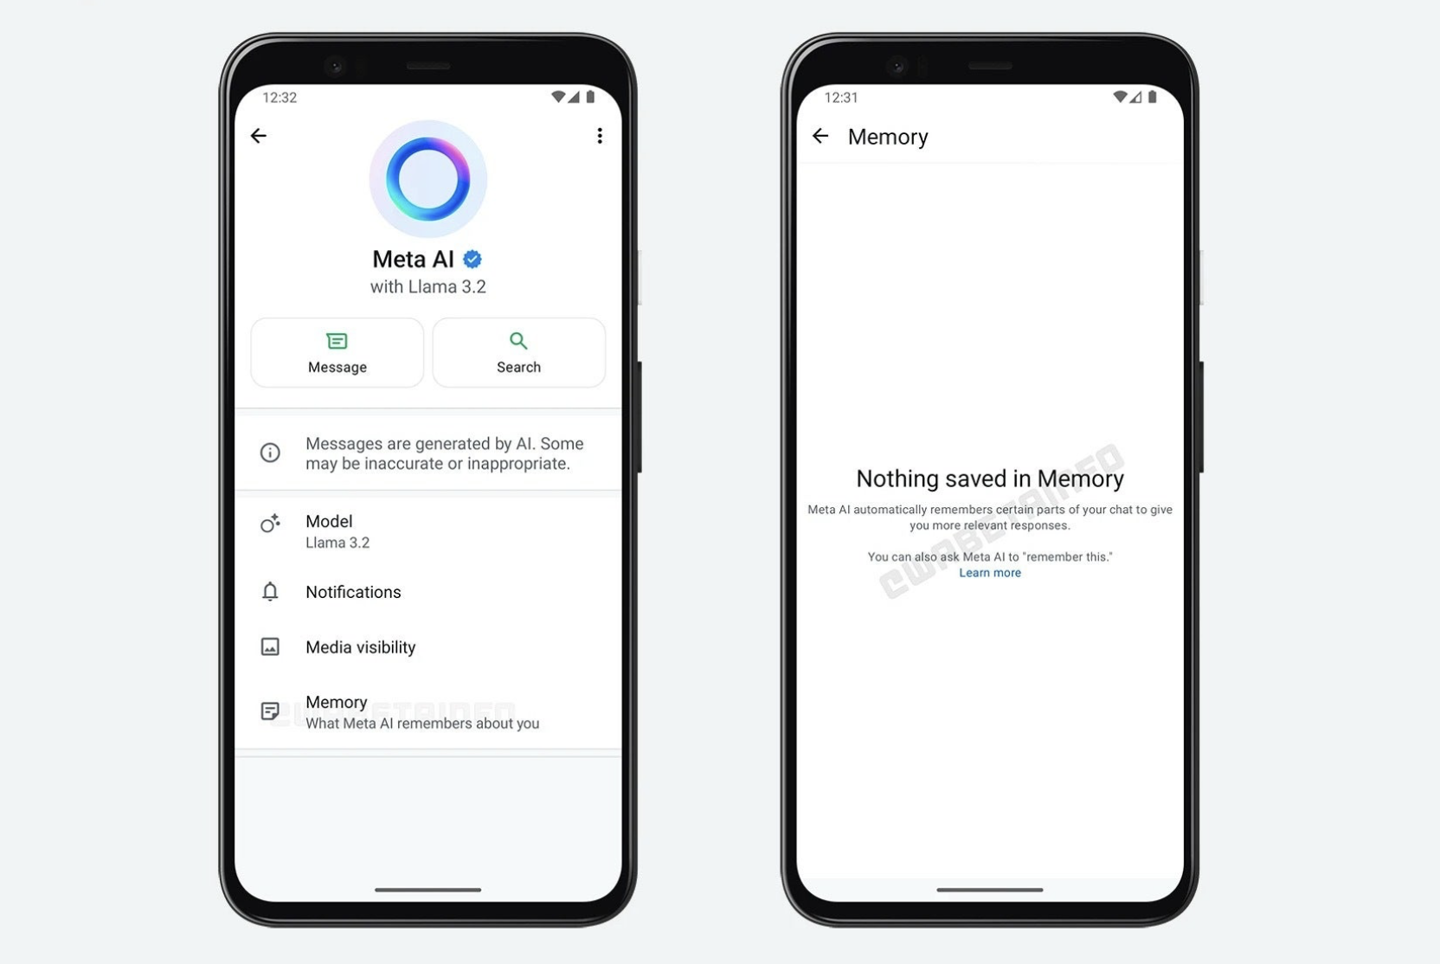 12:32
Meta AI
with Llama 3.2
Message
Search
Messages are generated by AI. Some
may be inaccurate or inappropriate.
Model
Llama 3.2
Notifications
Media visibility
Memory
What Meta AI remembers about you
12:31
Memory
Nothing saved in Memory
Meta AI automatically remembers certain parts of your chat to give
you more relevant responses.
You can also ask Meta AI to "remember this."
Learn more